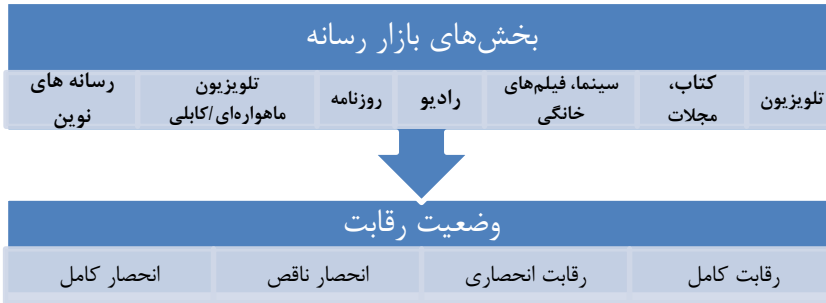 بخش‌های بازار رسانه
تلویزیون
کتاب،
مجلات
سینما، فیلم‌های
خانگی
رادیو
روزنامه
تلویزیون
ماهواره‌ای/کابلی
رسانه های
نوین
وضعیت رقابت
رقابت کامل
رقابت انحصاری
انحصار ناقص
انحصار کامل